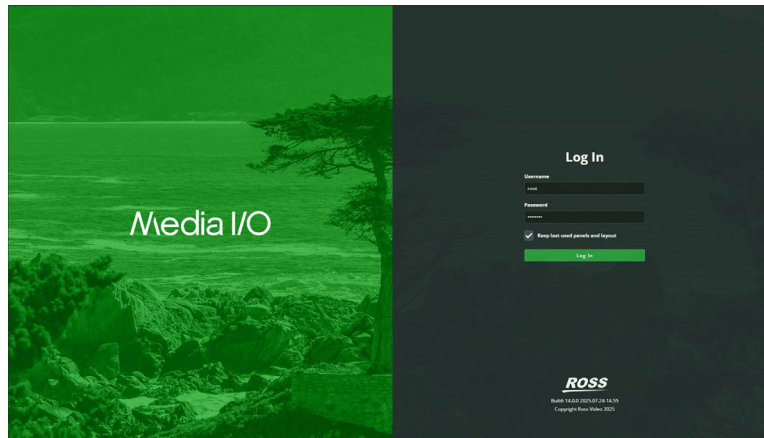 Media I/O
Log In
Username
root
Password
Keep last used panels and layout
Log In
ROSS
Build: 14.0.0 2025.07.24-14.55
Copyright Ross Video 2025